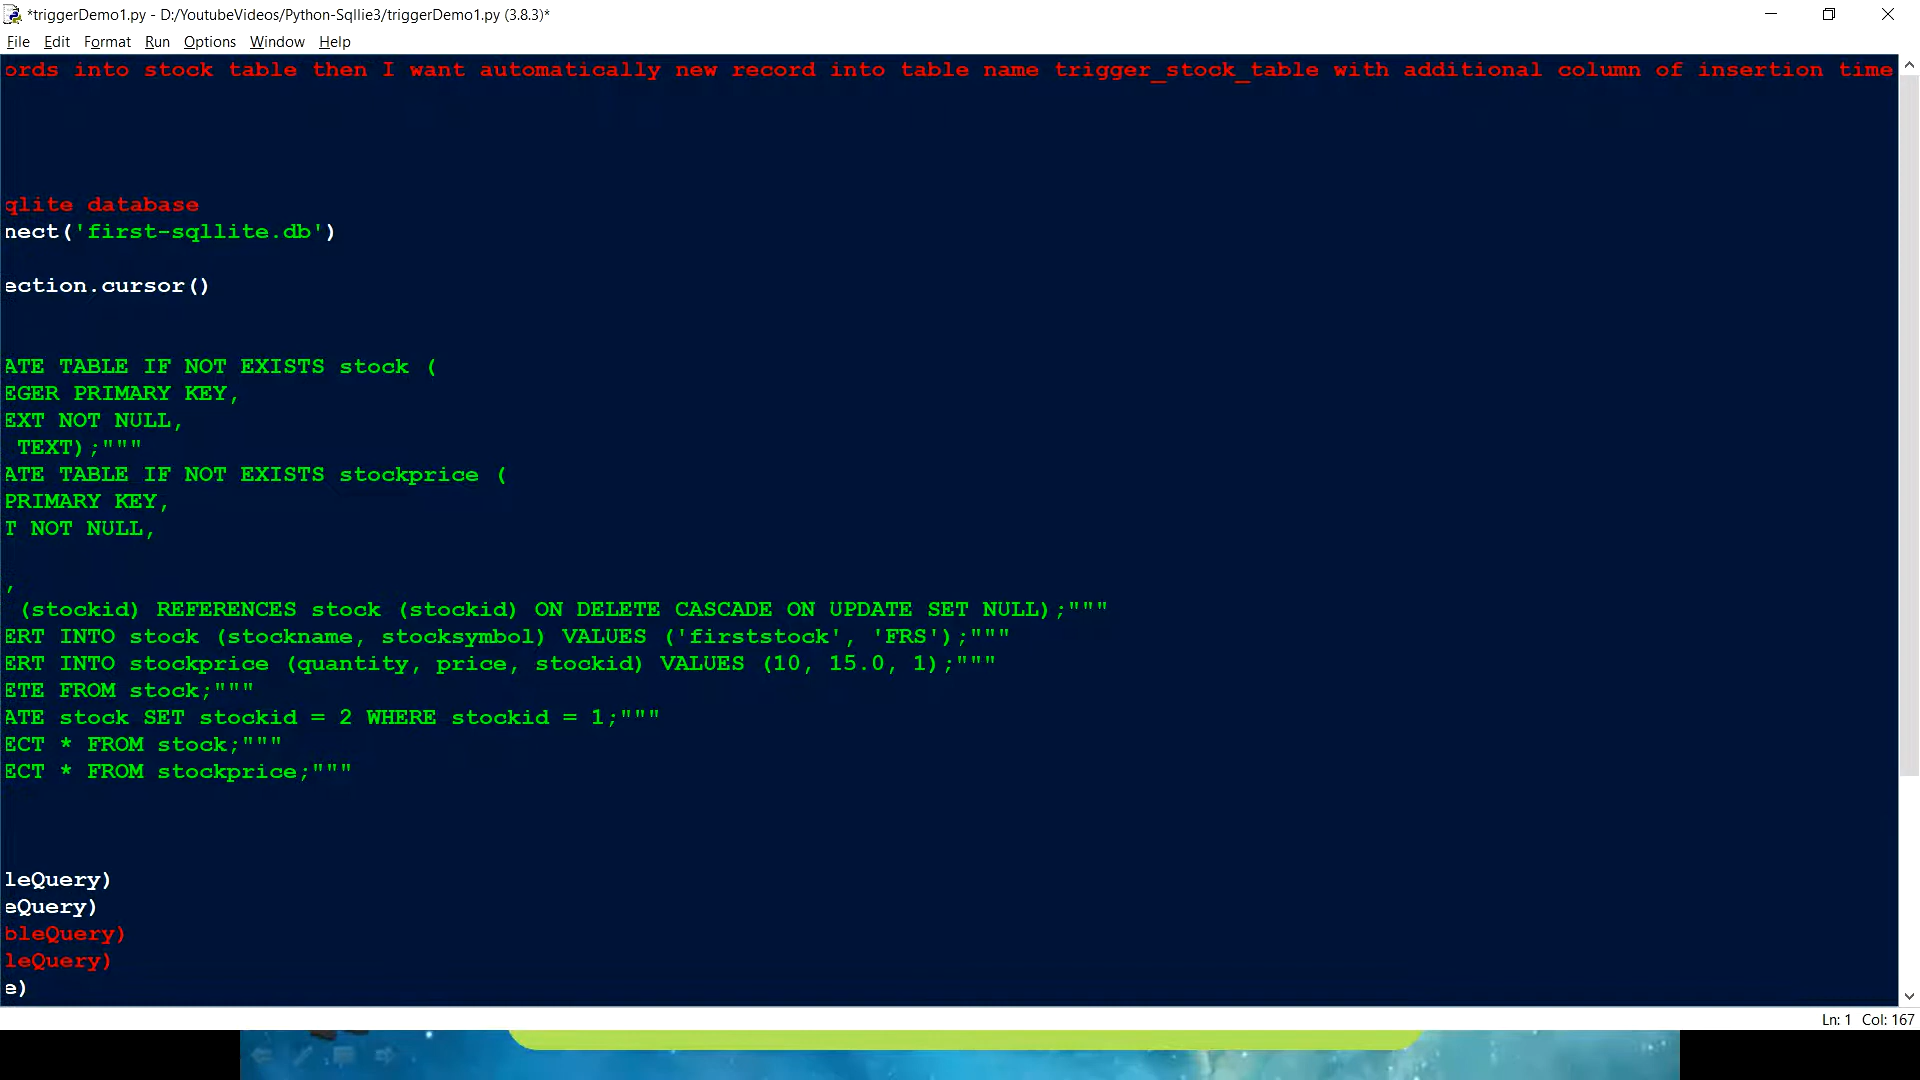 *triggerDemo1.py - D:/YoutubeVideos/Python-Sqllie3/triggerDemo1.py (3.8.3)*
File Edit Format Run Options Window Help
ords into stock table then I want automatically new record into table name trigger_stock_table with additional column of insertion time
qlite database
nect('first-sqllite.db')
ection.cursor()
ATE TABLE IF NOT EXISTS stock (
EGER PRIMARY KEY,
EXT NOT NULL,
TEXT);"""
ATE TABLE IF NOT EXISTS stockprice (
PRIMARY KEY,
T NOT NULL,
,
(stockid) REFERENCES stock (stockid) ON DELETE CASCADE ON UPDATE SET NULL);"""
ERT INTO stock (stockname, stocksymbol) VALUES ('firststock', 'FRS');"""
ERT INTO stockprice (quantity, price, stockid) VALUES (10, 15.0, 1);"""
ETE FROM stock;"""
ATE stock SET stockid = 2 WHERE stockid = 1;"""
ECT * FROM stock;"""
ECT * FROM stockprice;"""
leQuery)
eQuery)
bleQuery)
leQuery)
e)
Ln: 1 Col: 167